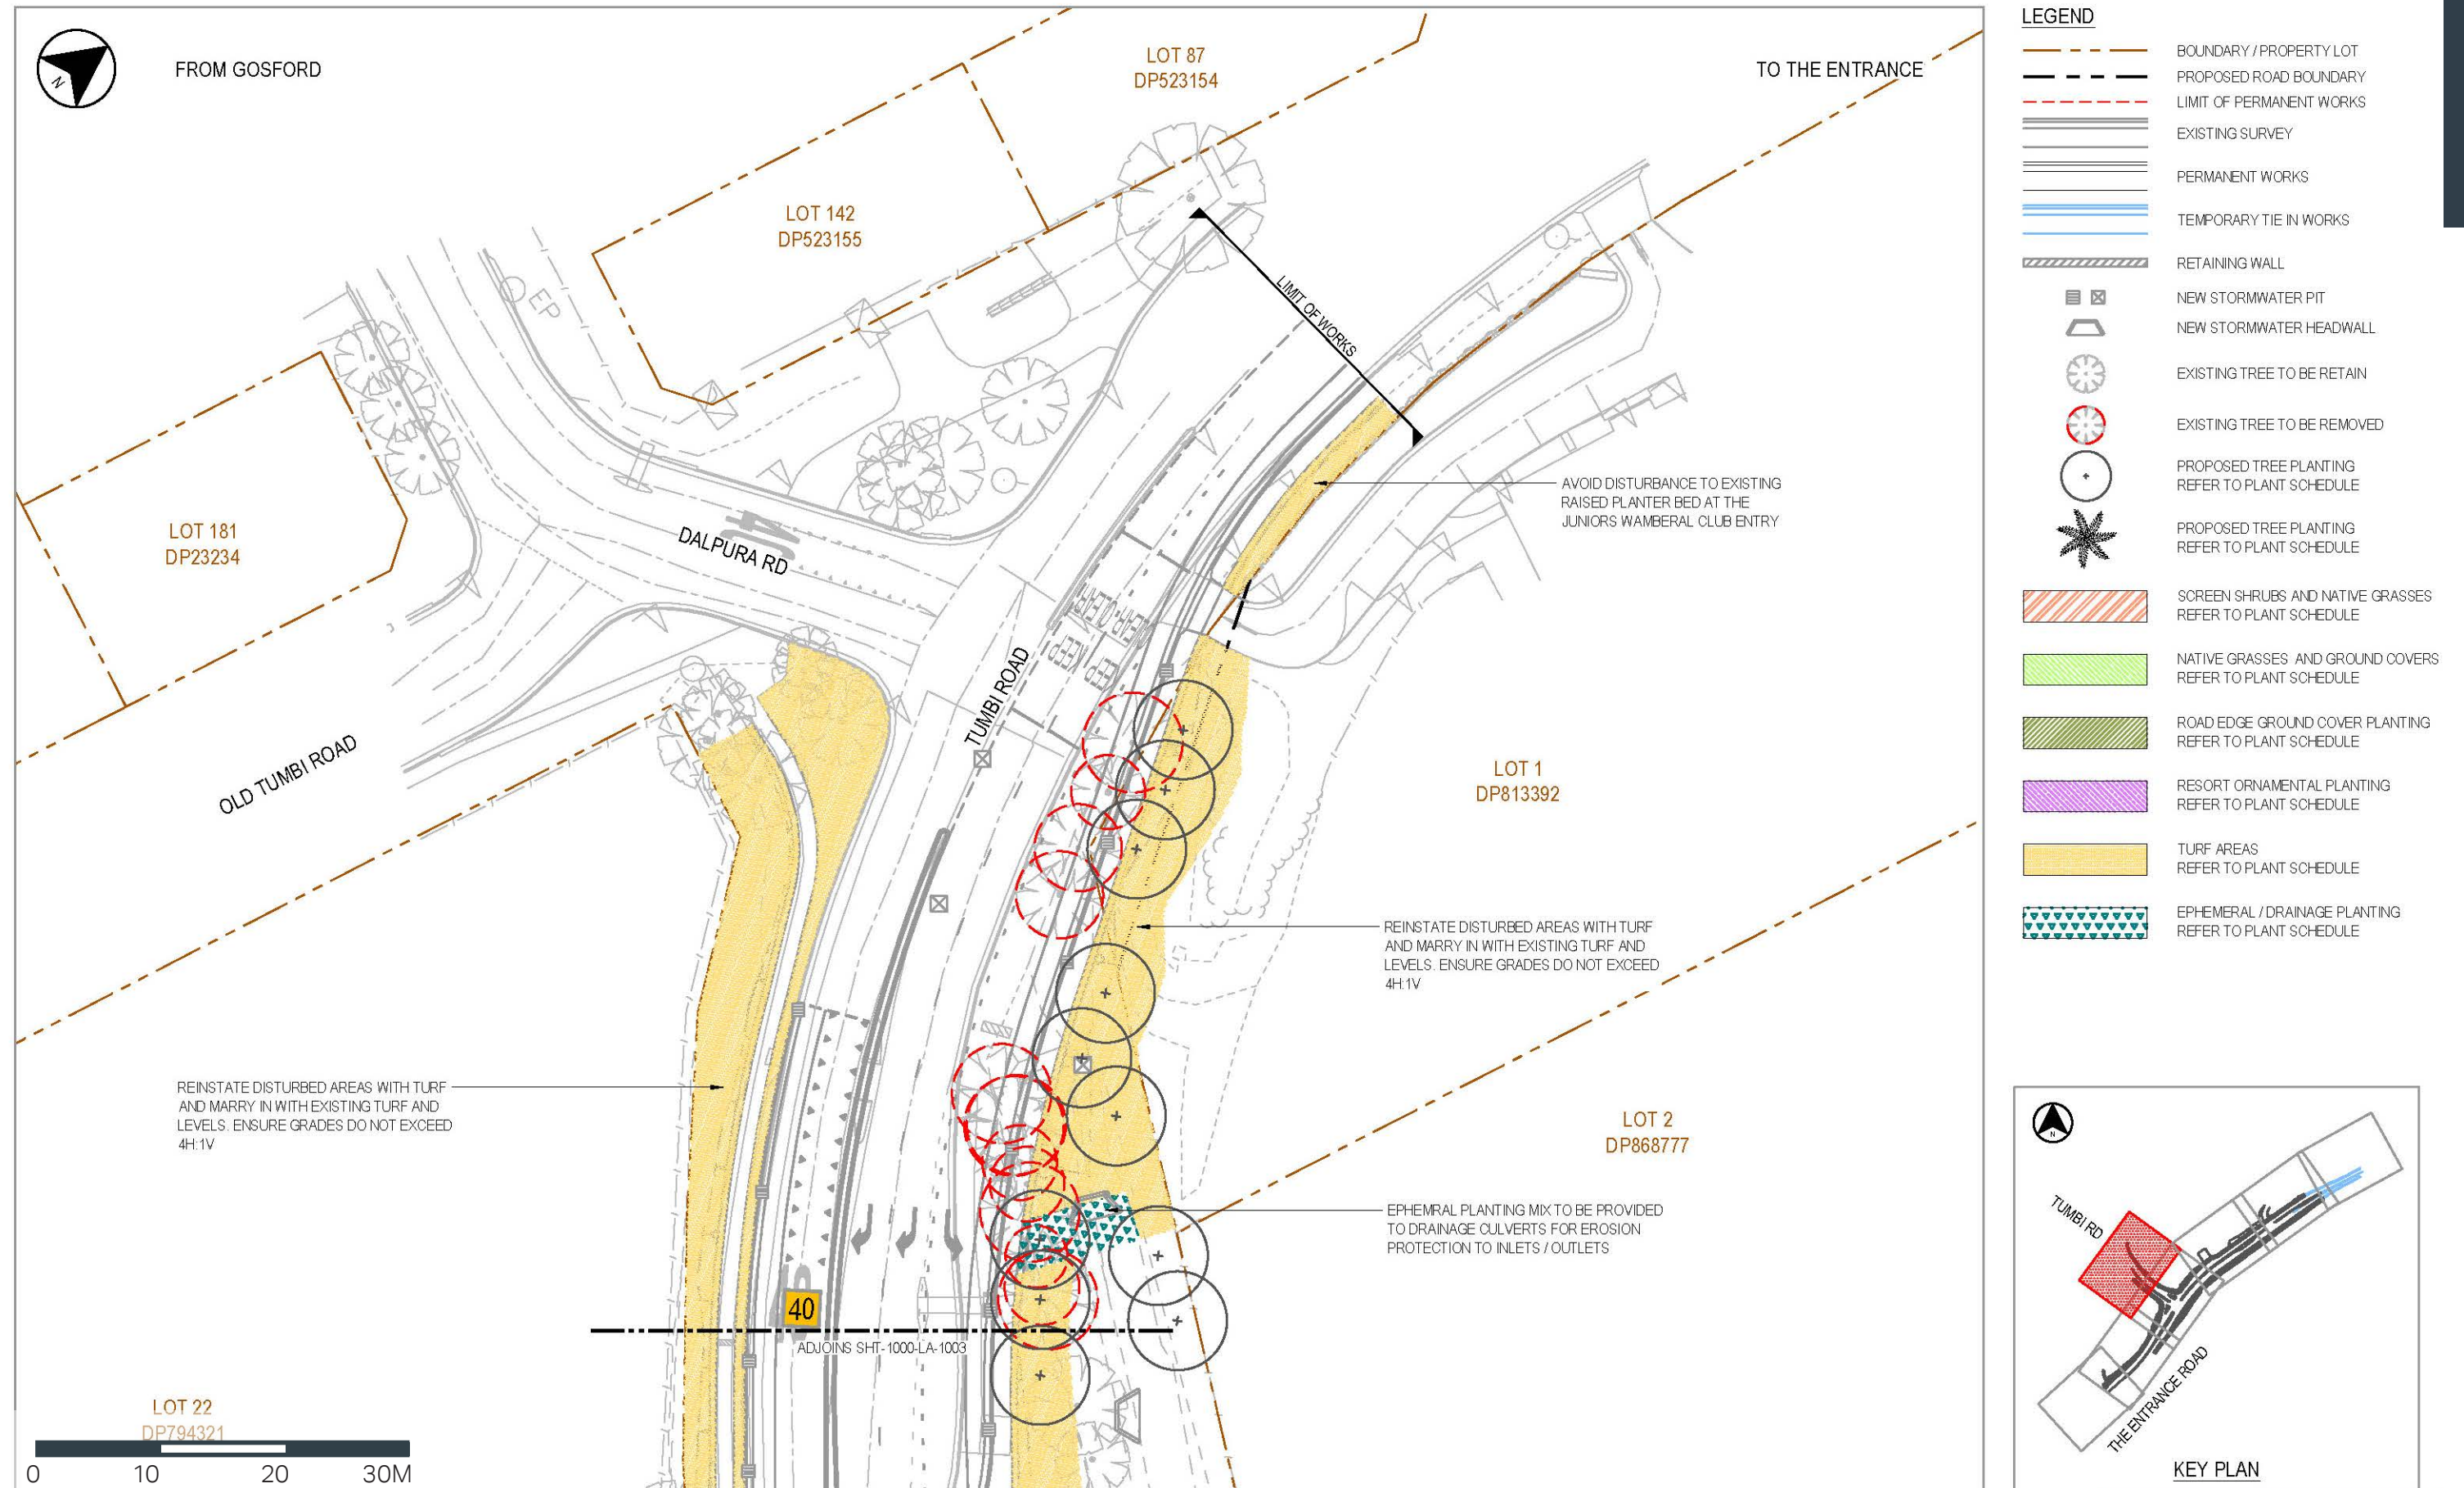 N
FROM GOSFORD
TO THE ENTRANCE
LOT 87
DP523154
LOT 142
DP523155
EP
LIMIT OF WORKS
LOT 181
DP23234
DALPURA RD
AVOID DISTURBANCE TO EXISTING
RAISED PLANTER BED AT THE
JUNIORS WAMBERAL CLUB ENTRY
TUMBI ROAD
OLD TUMBI ROAD
LOT 1
DP813392
REINSTATE DISTURBED AREAS WITH TURF
AND MARRY IN WITH EXISTING TURF AND
LEVELS. ENSURE GRADES DO NOT EXCEED
4H:1V
REINSTATE DISTURBED AREAS WITH TURF
AND MARRY IN WITH EXISTING TURF AND
LEVELS. ENSURE GRADES DO NOT EXCEED
4H:1V
LOT 2
DP868777
EPHEMRAL PLANTING MIX TO BE PROVIDED
TO DRAINAGE CULVERTS FOR EROSION
PROTECTION TO INLETS / OUTLETS
40
ADJOINS SHT-1000-LA-1003
LOT 22
DP794321
0 10 20 30M
LEGEND
BOUNDARY / PROPERTY LOT
PROPOSED ROAD BOUNDARY
LIMIT OF PERMANENT WORKS
EXISTING SURVEY
PERMANENT WORKS
TEMPORARY TIE IN WORKS
RETAINING WALL
NEW STORMWATER PIT
NEW STORMWATER HEADWALL
EXISTING TREE TO BE RETAIN
EXISTING TREE TO BE REMOVED
PROPOSED TREE PLANTING
REFER TO PLANT SCHEDULE
PROPOSED TREE PLANTING
REFER TO PLANT SCHEDULE
SCREEN SHRUBS AND NATIVE GRASSES
REFER TO PLANT SCHEDULE
NATIVE GRASSES AND GROUND COVERS
REFER TO PLANT SCHEDULE
ROAD EDGE GROUND COVER PLANTING
REFER TO PLANT SCHEDULE
RESORT ORNAMENTAL PLANTING
REFER TO PLANT SCHEDULE
TURF AREAS
REFER TO PLANT SCHEDULE
EPHEMERAL / DRAINAGE PLANTING
REFER TO PLANT SCHEDULE
N
TUMBI RD
THE ENTRANCE ROAD
KEY PLAN